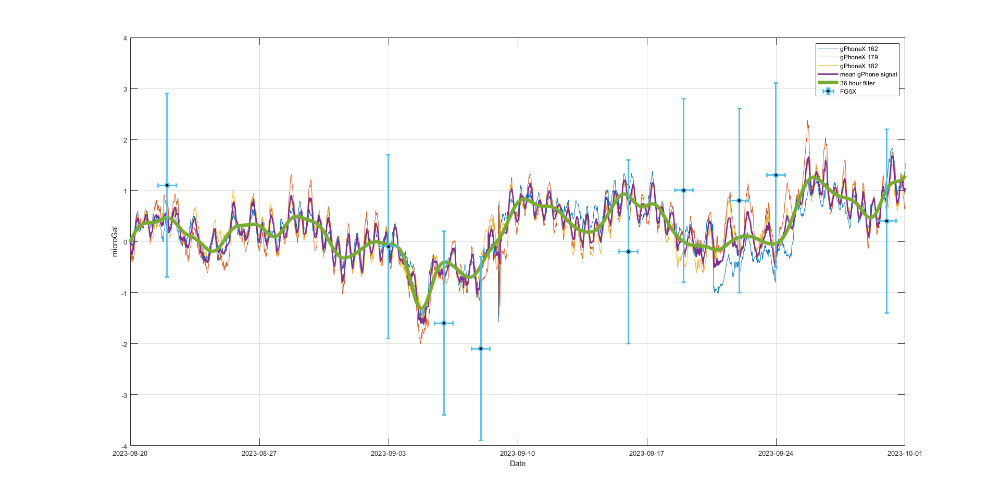 gPhoneX 162
gPhoneX 179
gPhoneX 182
mean gPhone signal
36 hour filter
FG5X
4
3
2
1
0
-1
-2
-3
-4
microGal
2023-08-20
2023-08-27
2023-09-03
2023-09-10
2023-09-17
2023-09-24
2023-10-01
Date